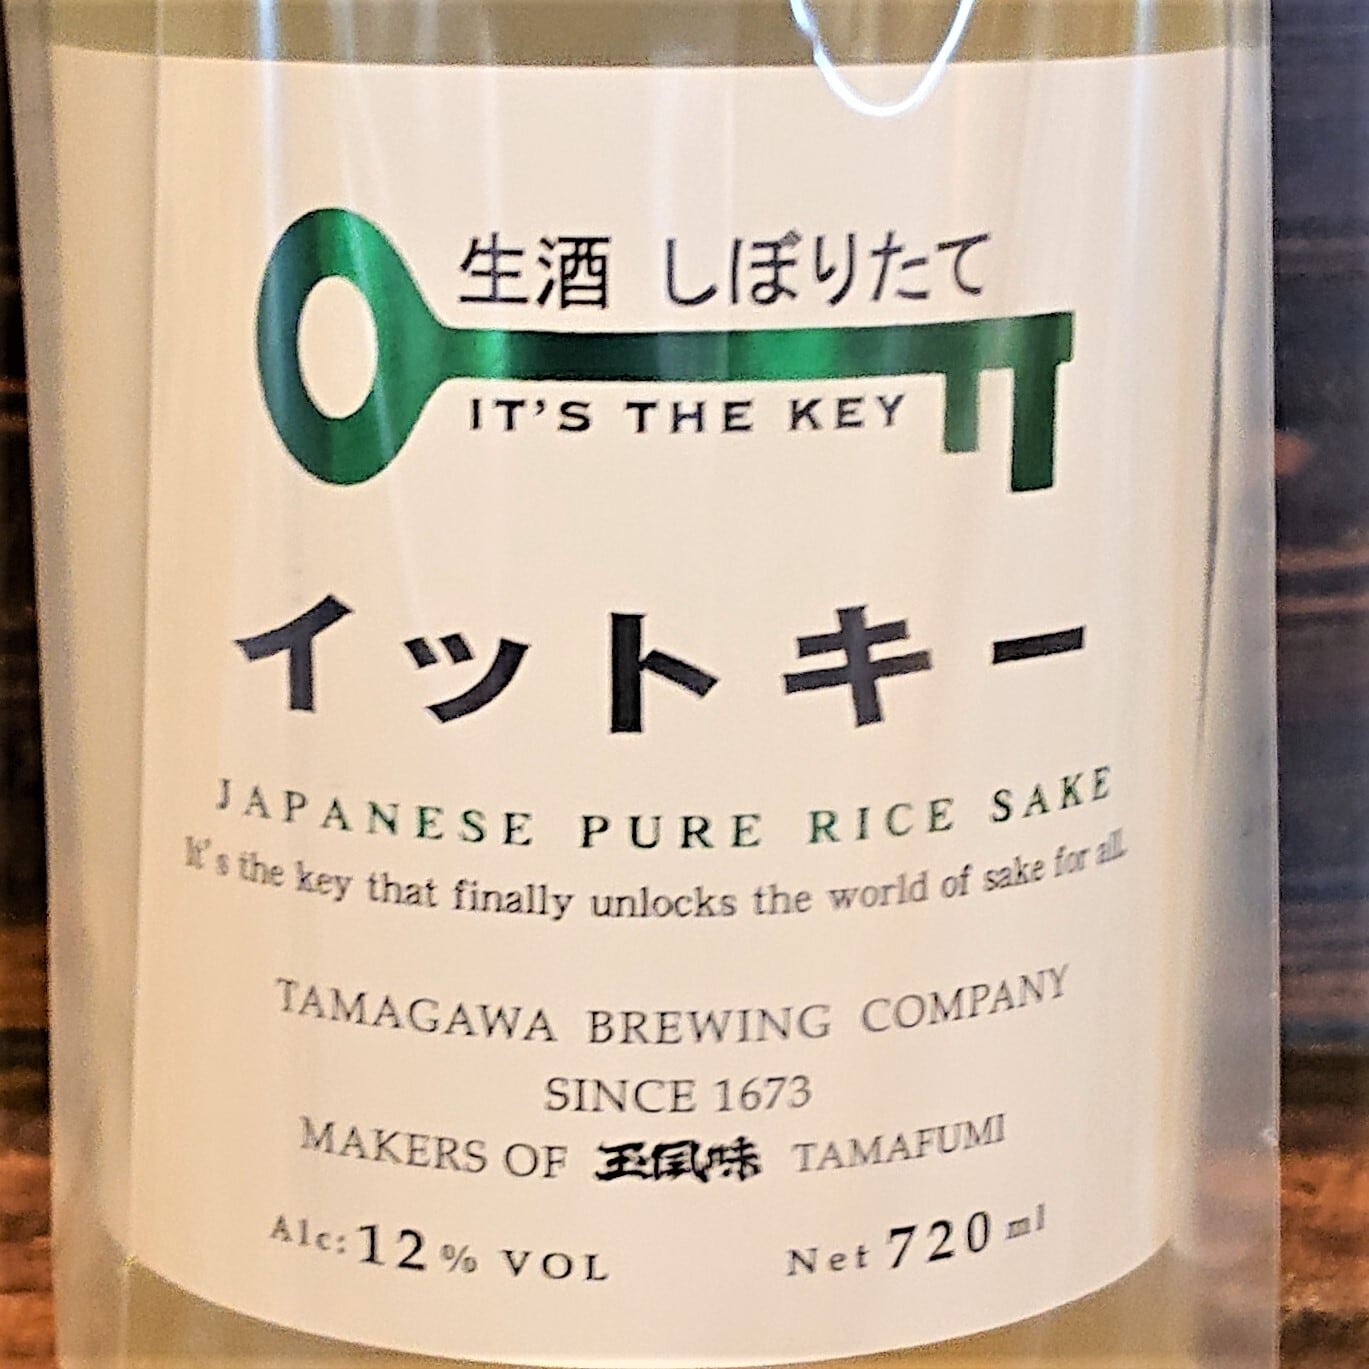 生酒 しぼりたて
IT'S THE KEY
イットキー
JAPANESE PURE RICE SAKE
It's the key that finally unlocks the world of sake for all.
TAMAGAWA BREWING COMPANY
SINCE 1673
MAKERS OF 玉風味 TAMAFUMI
Alc: 12% VOL Net 720 ml